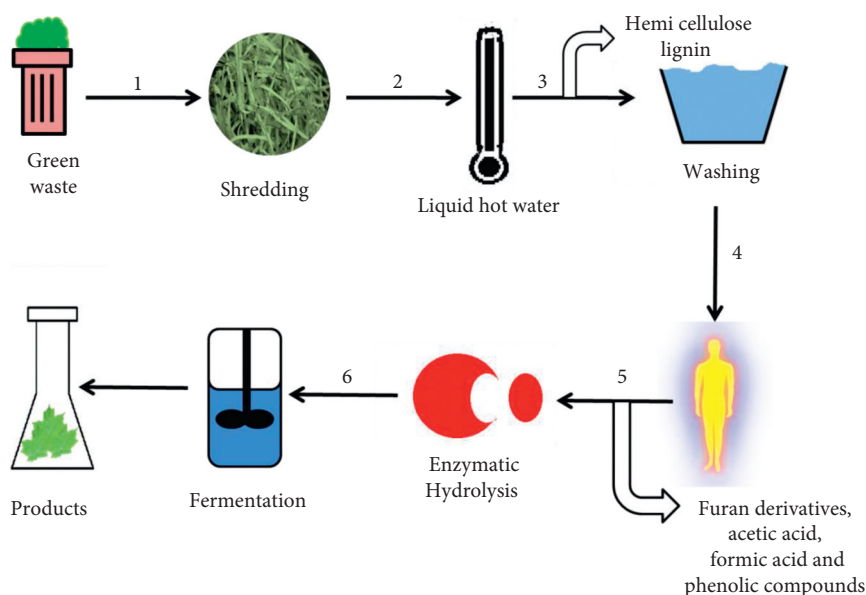 Hemi cellulose
lignin
1
2
3
Green
waste
Shredding
Liquid hot water
Washing
4
5
6
Enzymatic
Hydrolysis
Fermentation
Products
Furan derivatives,
acetic acid,
formic acid and
phenolic compounds